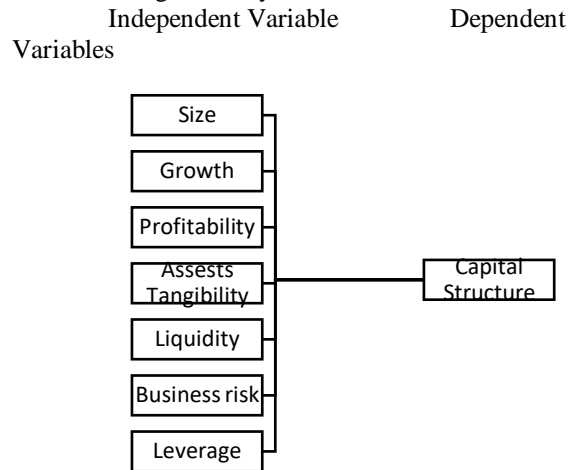 Independent Variable Dependent
Variables
Size
Growth
Profitability
Assests
Tangibility
Capital
Structure
Liquidity
Business risk
Leverage